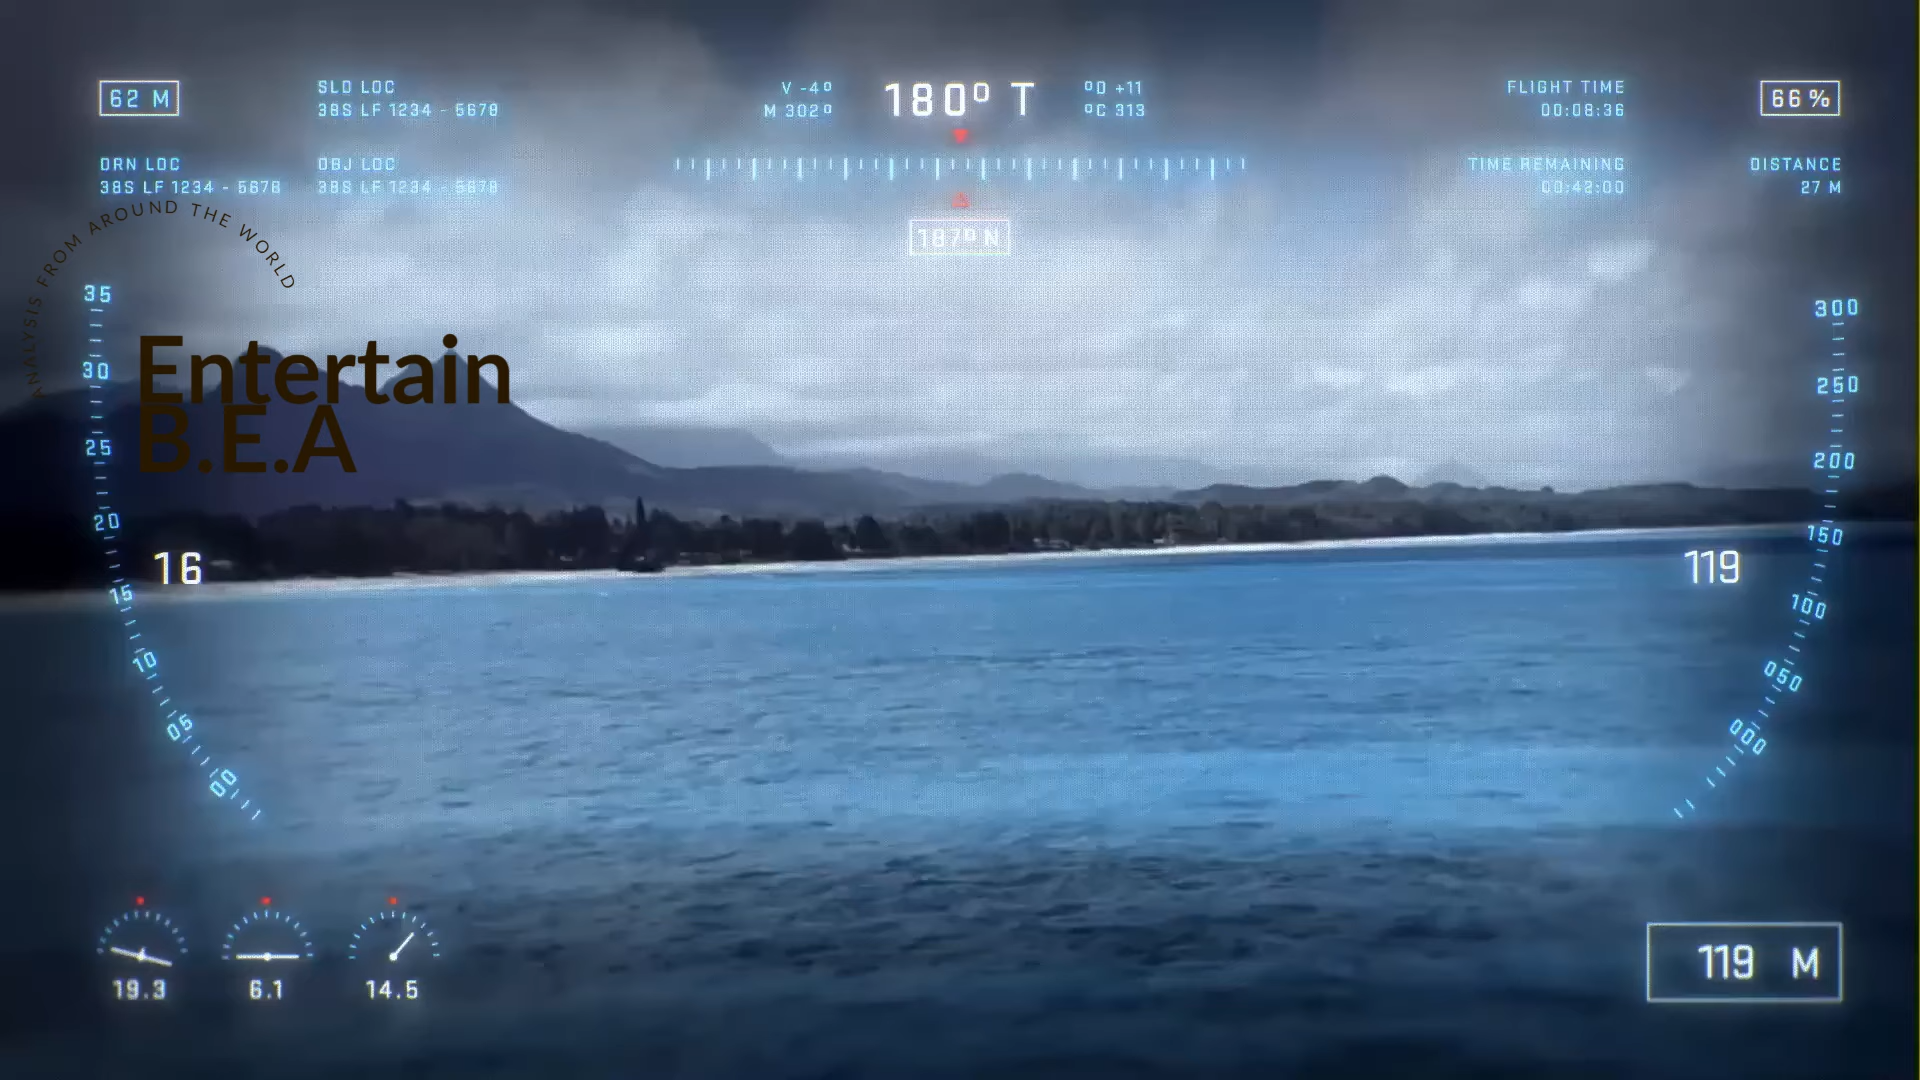 62 M
SLD LOC
38S LF 1234 - 5678
V -4º
M 302º
180º T
ºD +11
ºC 313
FLIGHT TIME
00:08:36
66 %
DRN LOC
38S LF 1234 - 5678
OBJ LOC
38S LF 1234 - 5678
TIME REMAINING
00:42:00
DISTANCE
27 M
187º N
ANALYSIS FROM AROUND THE WORLD
Entertain
B.E.A
35
30
25
20
15
10
05
00
16
300
250
200
150
100
050
000
119
19.3
6.1
14.5
119 M